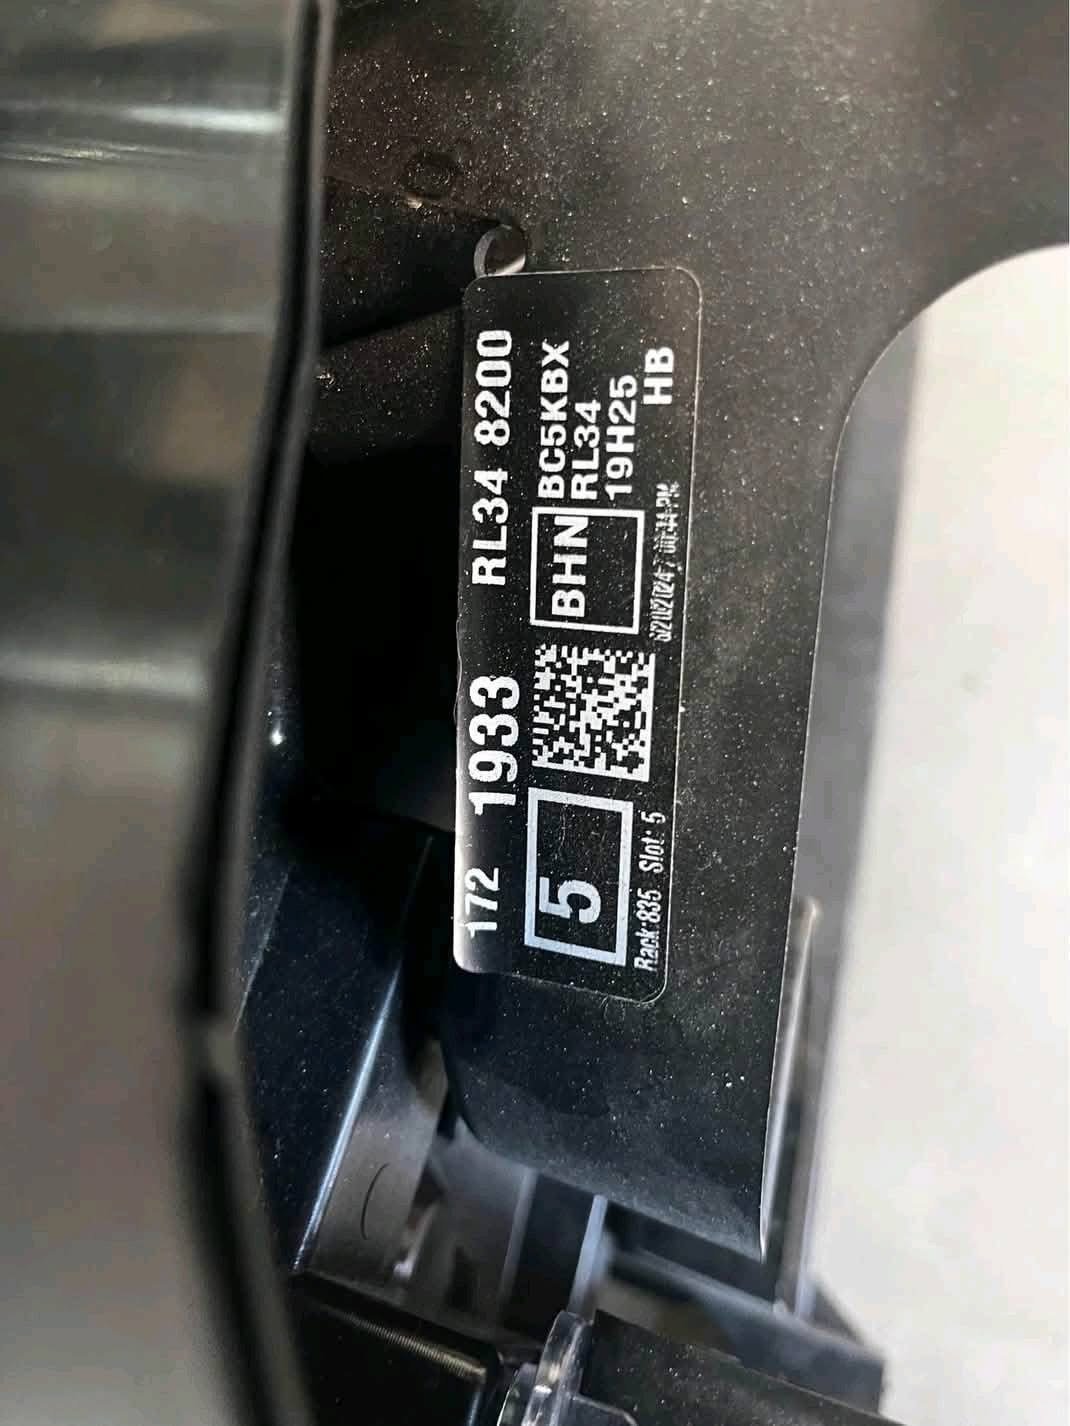 172 1933 RL34 8200
5
BHN
BC5KBX
RL34
19H25
HB
Rack:835 Slot: 5